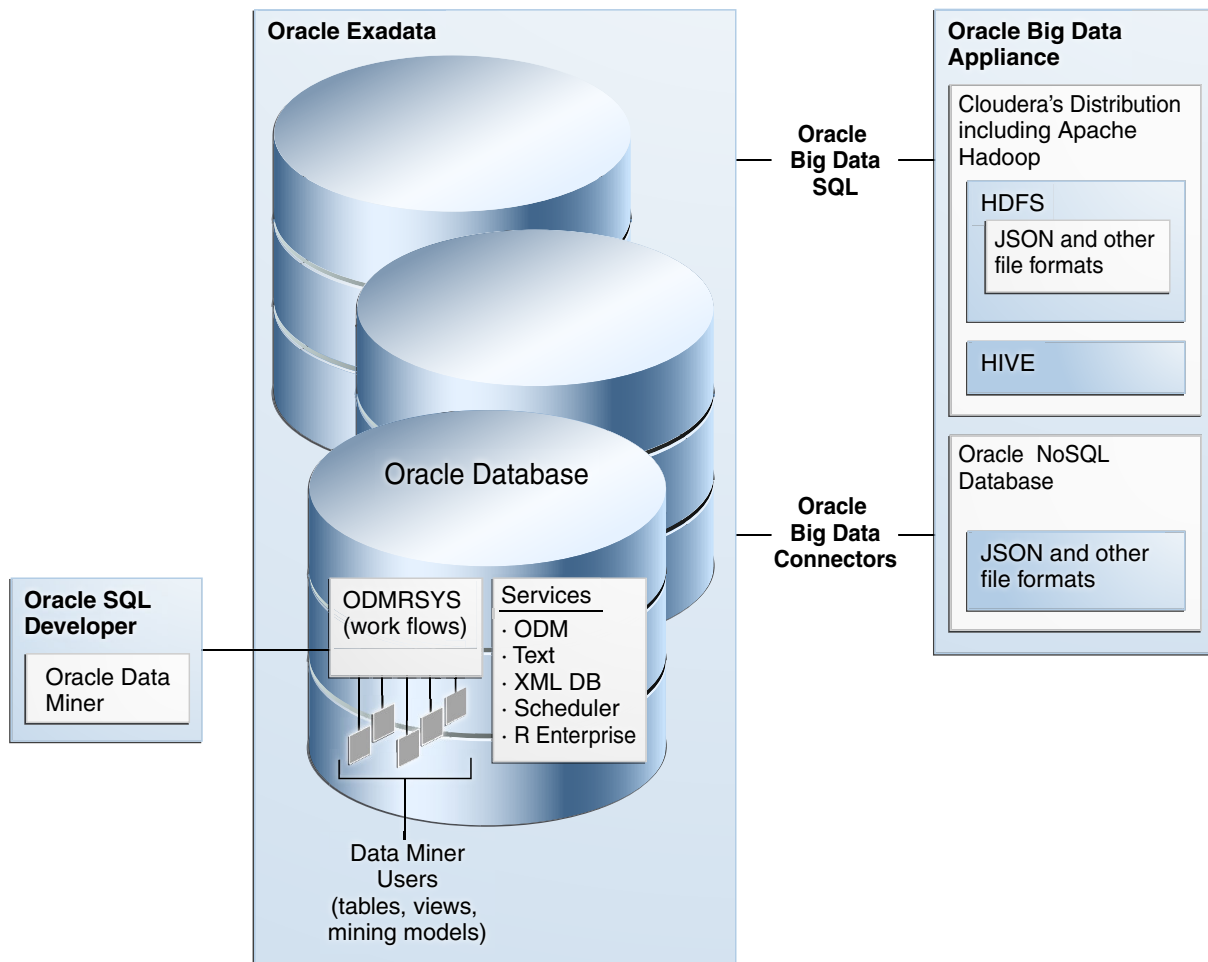 Oracle Exadata
Oracle Database
ODMRSYS
(work flows)
Services
· ODM
· Text
· XML DB
· Scheduler
· R Enterprise
Data Miner
Users
(tables, views,
mining models)
Oracle SQL
Developer
Oracle Data
Miner
Oracle
Big Data
SQL
Oracle
Big Data
Connectors
Oracle Big Data
Appliance
Cloudera's Distribution
including Apache
Hadoop
HDFS
JSON and other
file formats
HIVE
Oracle NoSQL
Database
JSON and other
file formats